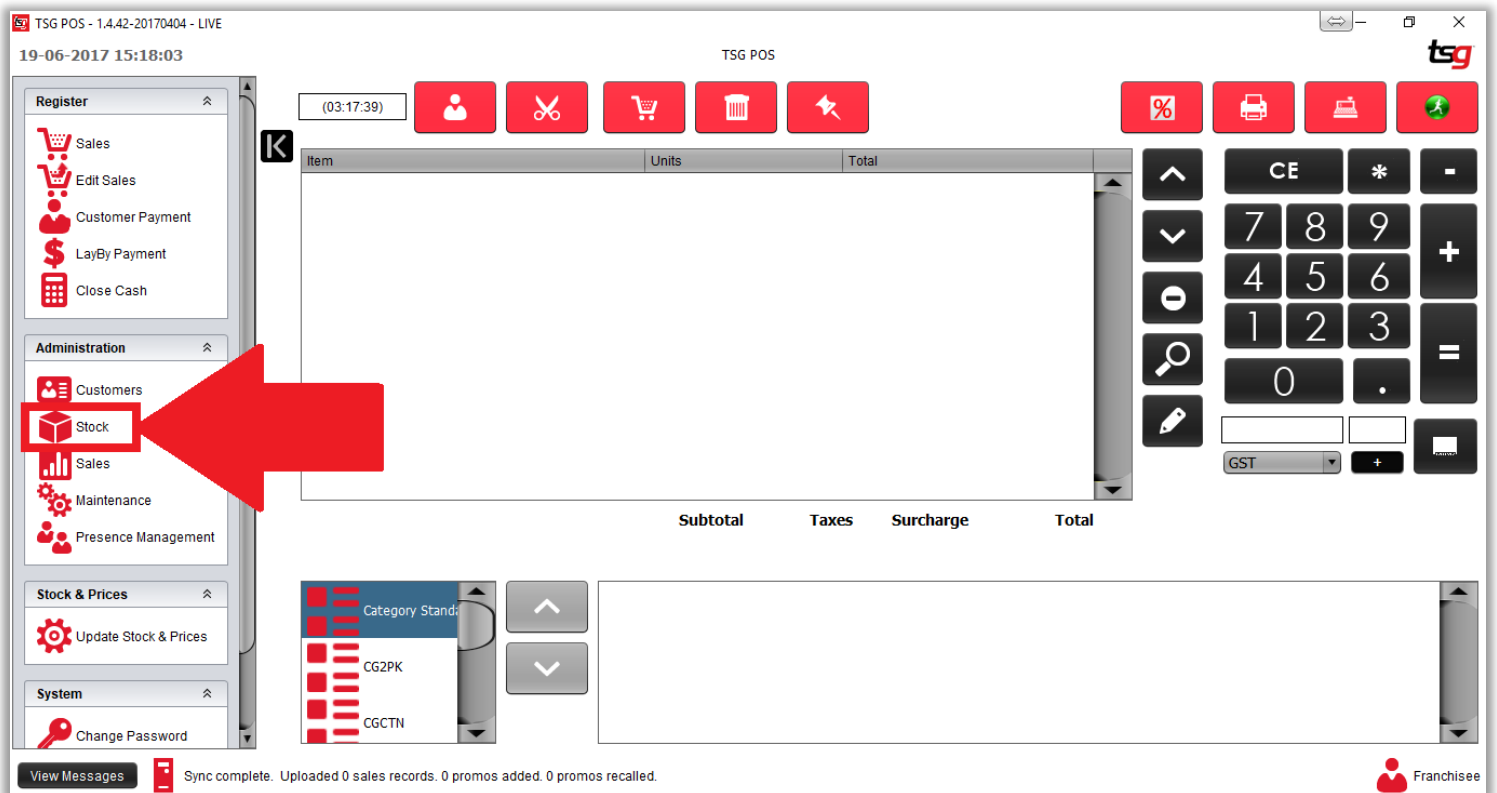 TSG POS - 1.4.42-20170404 - LIVE
19-06-2017 15:18:03
TSG POS
tsg
Register
Sales
Edit Sales
Customer Payment
LayBy Payment
Close Cash
Administration
Customers
Stock
Sales
Maintenance
Presence Management
Stock & Prices
Update Stock & Prices
System
Change Password
(03:17:39)
%
Item Units Total
CE * -
7 8 9 +
4 5 6
1 2 3 =
0 .
GST +
Subtotal Taxes Surcharge Total
Category Standa
CG2PK
CGCTN
View Messages
Sync complete. Uploaded 0 sales records. 0 promos added. 0 promos recalled.
Franchisee